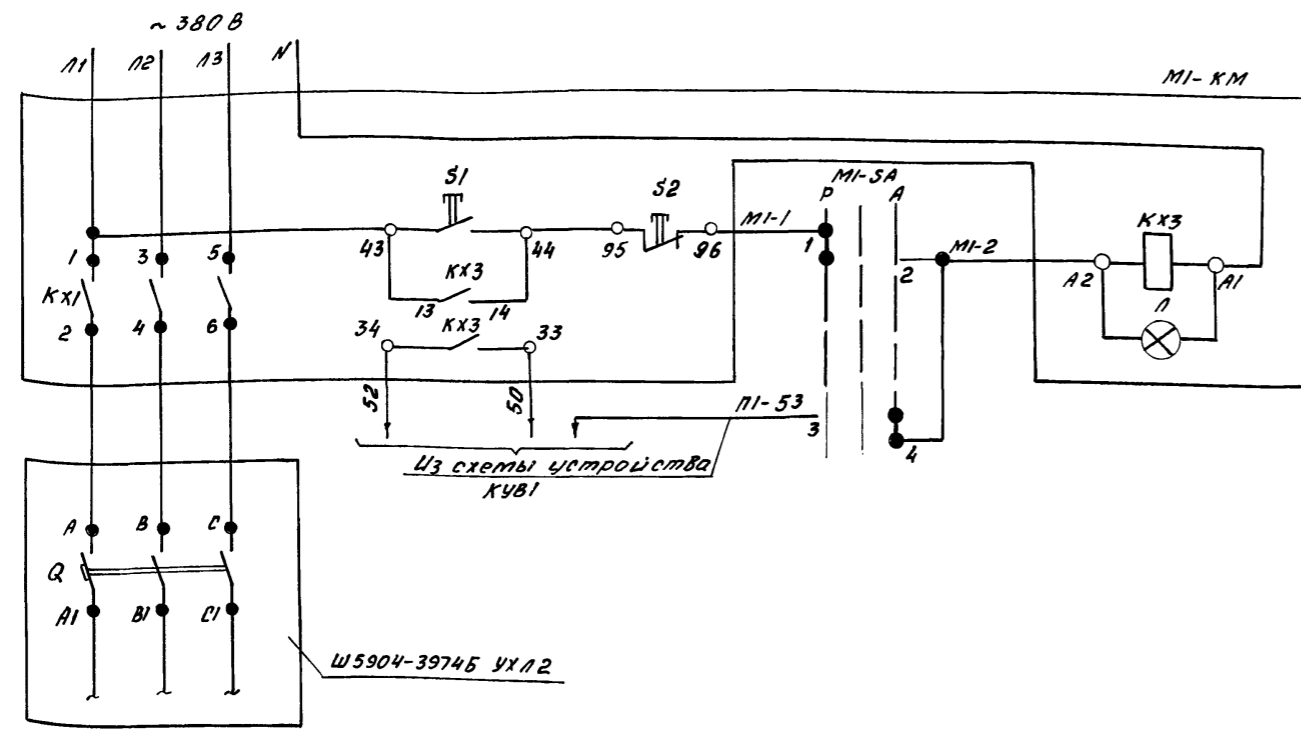 ~ 380 В
Л1 Л2 Л3 N
М1-КМ
S1 S2
М1-SA
Р А
43 44 95 96 М1-1 1
КХ3
13 14
1 3 5
КХ1
2 4 6
КХ3
34 33
52 50
2 М1-2
А2 КХ3 А1
Л
П1-53
3
4
Из схемы устройства
КУВ1
А В С
Q
А1 В1 С1
Ш5904-3974Б УХЛ2